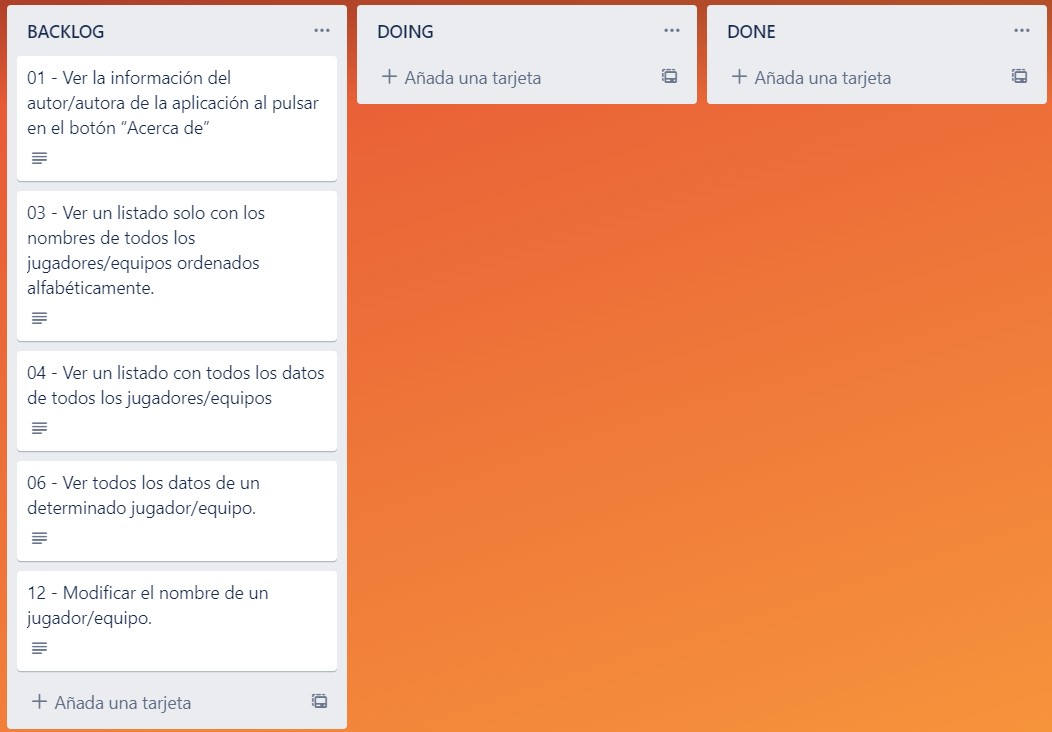 BACKLOG
01 - Ver la información del
autor/autora de la aplicación al pulsar
en el botón “Acerca de”
03 - Ver un listado solo con los
nombres de todos los
jugadores/equipos ordenados
alfabéticamente.
04 - Ver un listado con todos los datos
de todos los jugadores/equipos
06 - Ver todos los datos de un
determinado jugador/equipo.
12 - Modificar el nombre de un
jugador/equipo.
+ Añada una tarjeta
DOING
+ Añada una tarjeta
DONE
+ Añada una tarjeta